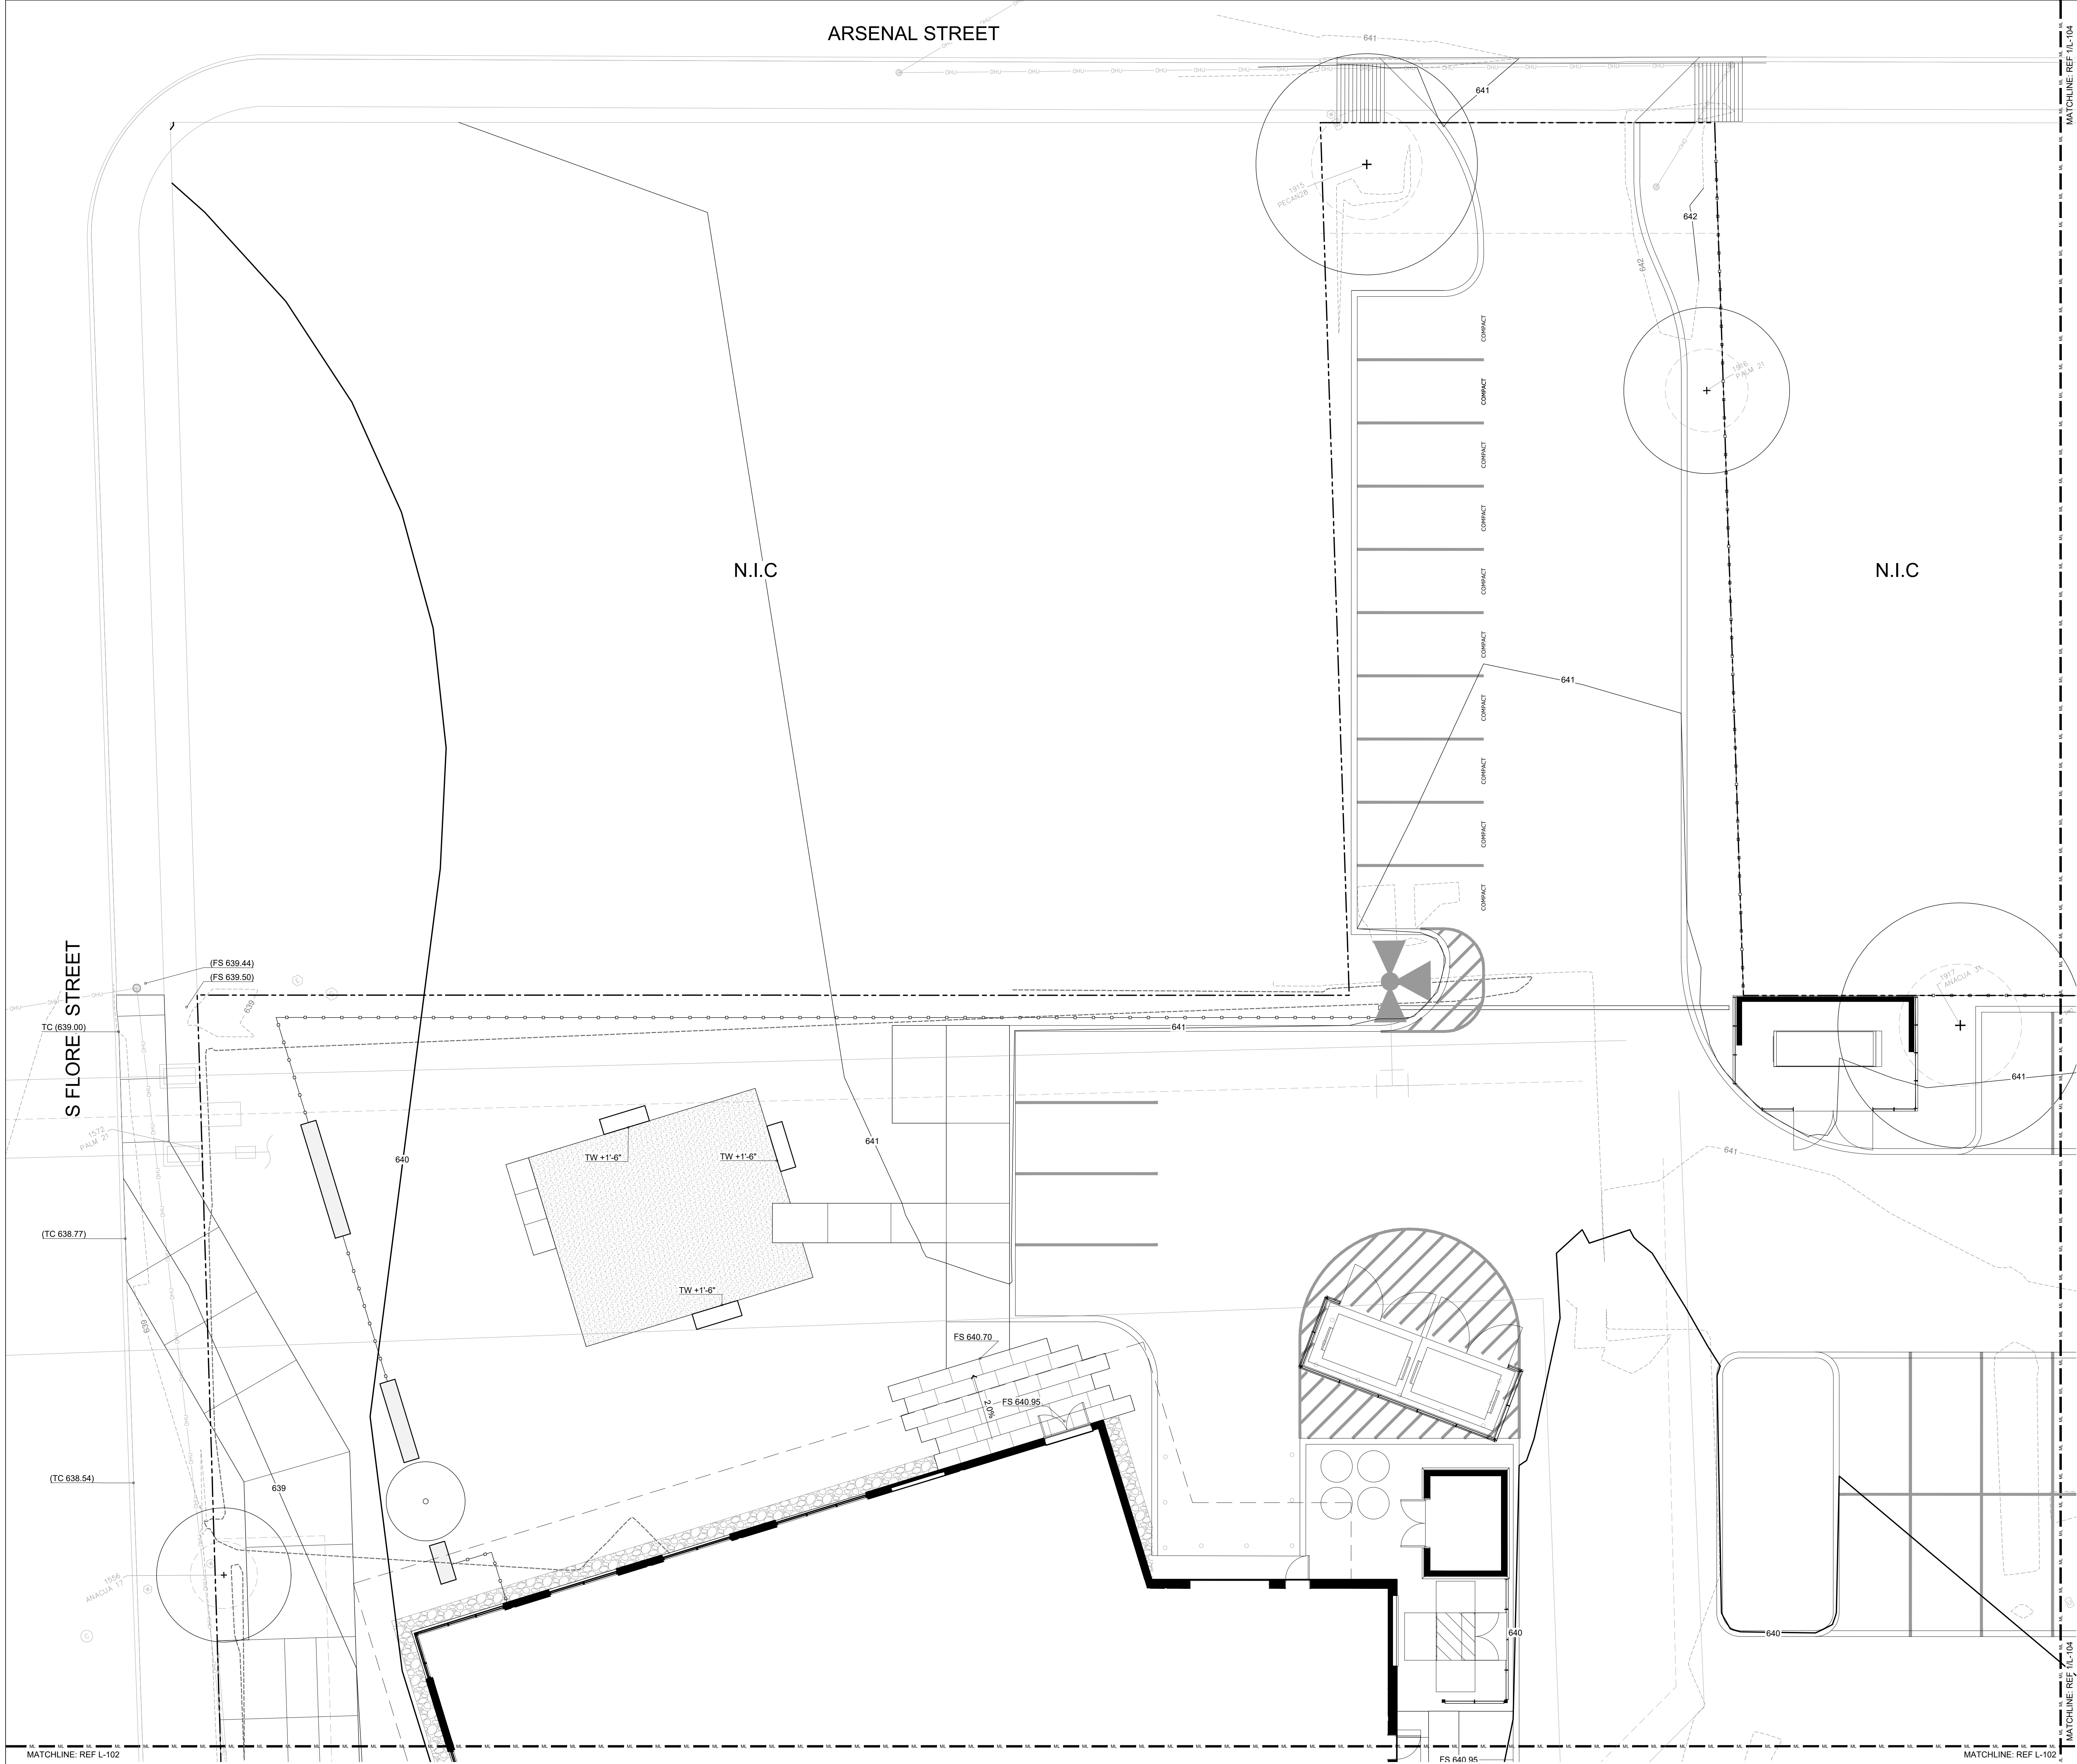 ARSENAL STREET
MATCHLINE: REF 1/L-104
641
641
1915
PECAN28
642
642
COMPACT
1916
PALM 21
COMPACT
COMPACT
COMPACT
N.I.C
N.I.C
COMPACT
COMPACT
641
COMPACT
COMPACT
COMPACT
COMPACT
S FLORES STREET
(FS 639.44)
(FS 639.50)
639
TC (639.00)
1917
ANACUA 31
641
641
1572
PALM 21
640
TW +1'-6"
TW +1'-6"
641
641
(TC 638.77)
TW +1'-6"
639
FS 640.70
FS 640.95
2.0%
(TC 638.54)
639
1556
ANACUA 17
640
640
MATCHLINE: REF 1/L-104
MATCHLINE: REF L-102
FS 640.95
MATCHLINE: REF L-102